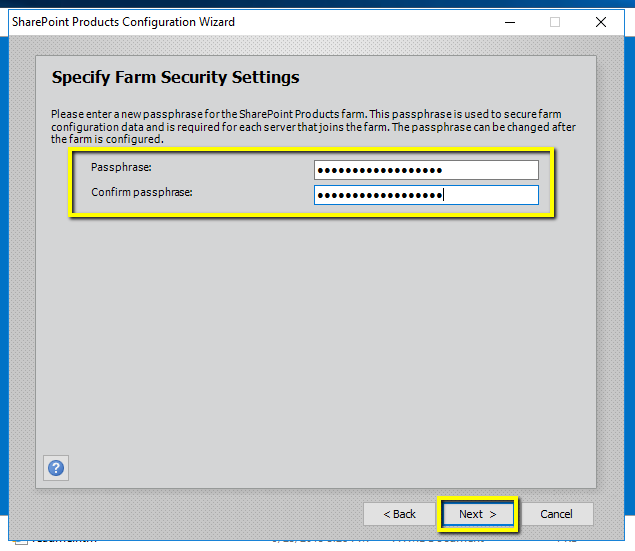 SharePoint Products Configuration Wizard
Specify Farm Security Settings
Please enter a new passphrase for the SharePoint Products farm. This passphrase is used to secure farm
configuration data and is required for each server that joins the farm. The passphrase can be changed after
the farm is configured.
Passphrase: ••••••••••••••••••
Confirm passphrase: ••••••••••••••••••
?
< Back Next > Cancel